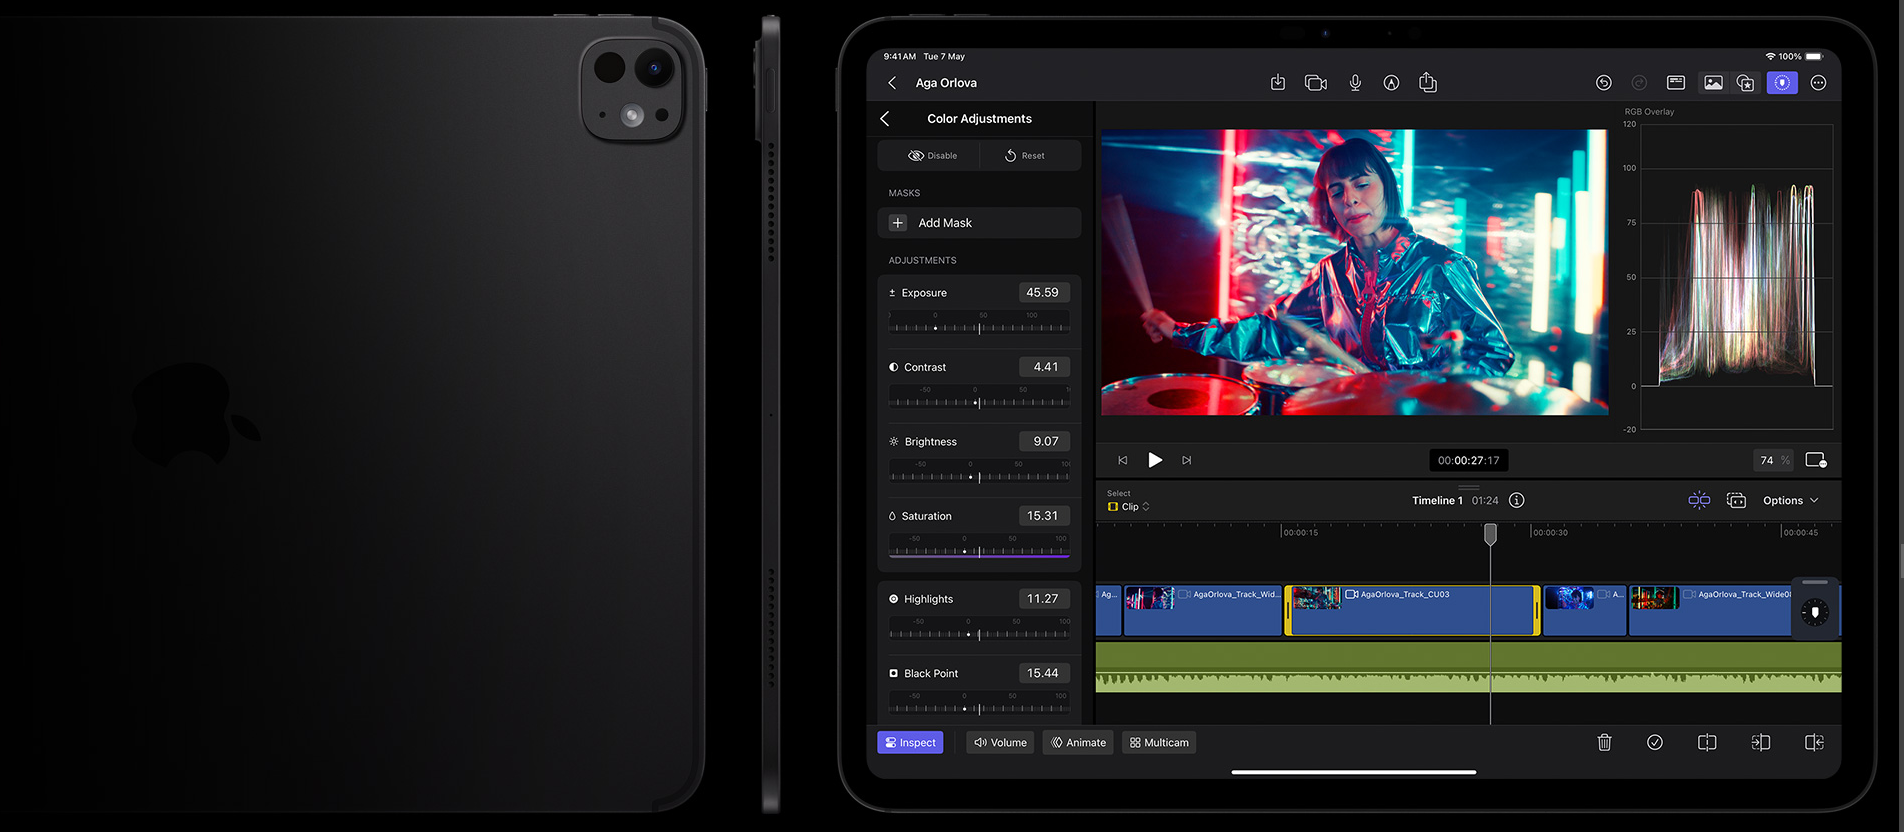 9:41AM Tue 7 May
100%
Aga Orlova
Color Adjustments
Disable
Reset
MASKS
Add Mask
ADJUSTMENTS
Exposure 45.59
0 50 100
Contrast 4.41
-50 0 50
Brightness 9.07
-50 0 50 100
Saturation 15.31
-50 0 50 100
Highlights 11.27
-50 0 50 100
Black Point 15.44
-50 0 50 100
Inspect
Volume
Animate
Multicam
RGB Overlay
120
100
75
50
25
0
-20
00:00:27:17
74 %
Select
Clip
Timeline 1 01:24
Options
00:00:15
00:00:30
00:00:45
Ag...
AgaOrlova_Track_Wid...
AgaOrlova_Track_CU03
A...
AgaOrlova_Track_Wide0